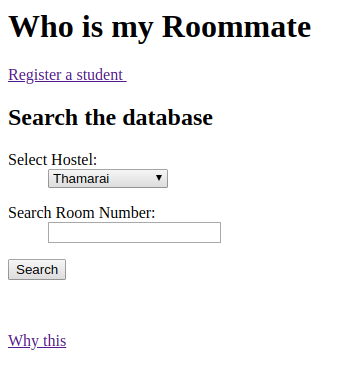 Who is my Roommate
Register a student
Search the database
Select Hostel:
Thamarai
Search Room Number:
Search
Why this